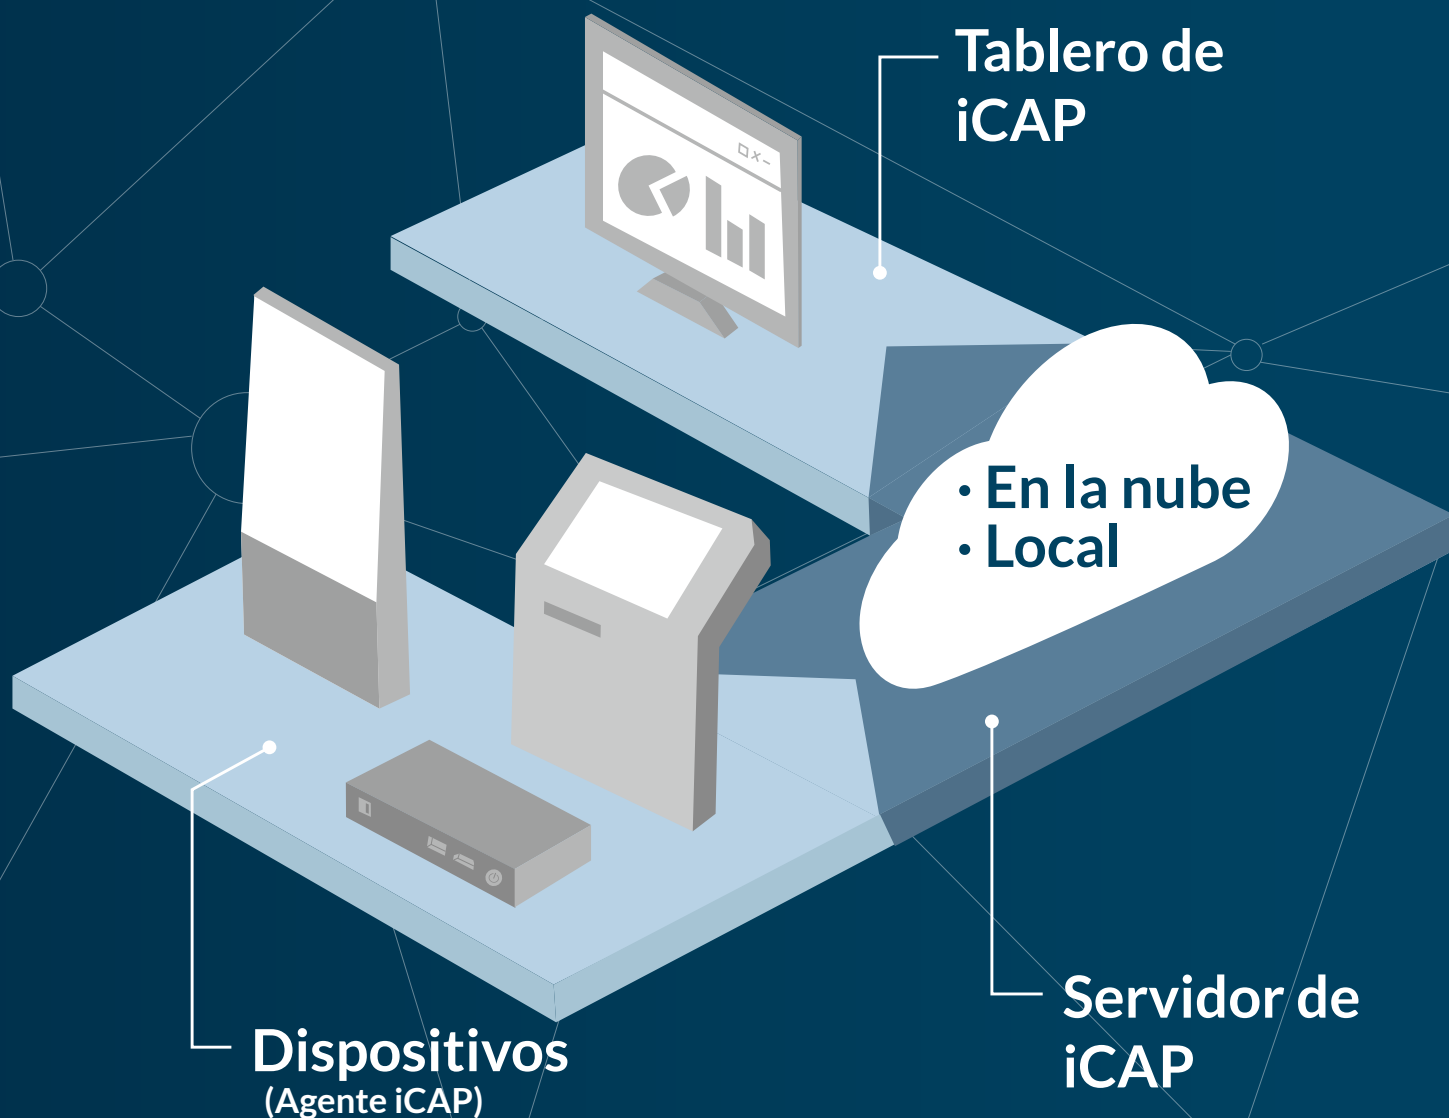 Tablero de
iCAP
· En la nube
· Local
Servidor de
iCAP
Dispositivos
(Agente iCAP)